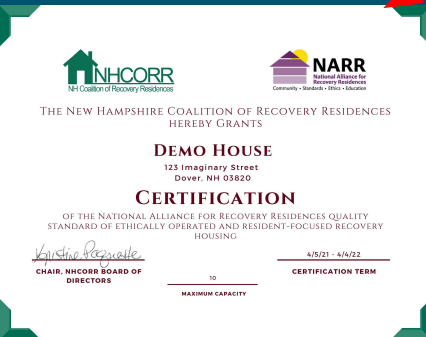 NHCORR
NH Coalition of Recovery Residences
NARR
National Alliance for
Recovery Residences
Community • Standards • Ethics • Education
The New Hampshire Coalition of Recovery Residences
hereby Grants
Demo House
123 Imaginary Street
Dover, NH 03820
Certification
of the National Alliance for Recovery Residences quality
standard of ethically operated and resident-focused recovery
housing
Kristine Paquette
4/5/21 - 4/4/22
CHAIR, NHCORR BOARD OF
DIRECTORS
CERTIFICATION TERM
10
MAXIMUM CAPACITY